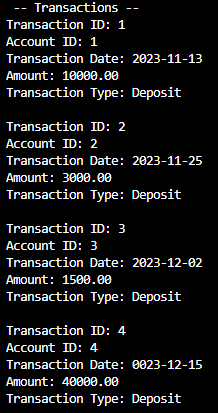 -- Transactions --
Transaction ID: 1
Account ID: 1
Transaction Date: 2023-11-13
Amount: 10000.00
Transaction Type: Deposit

Transaction ID: 2
Account ID: 2
Transaction Date: 2023-11-25
Amount: 3000.00
Transaction Type: Deposit

Transaction ID: 3
Account ID: 3
Transaction Date: 0023-12-02
Amount: 1500.00
Transaction Type: Deposit

Transaction ID: 4
Account ID: 4
Transaction Date: 0023-12-15
Amount: 40000.00
Transaction Type: Deposit